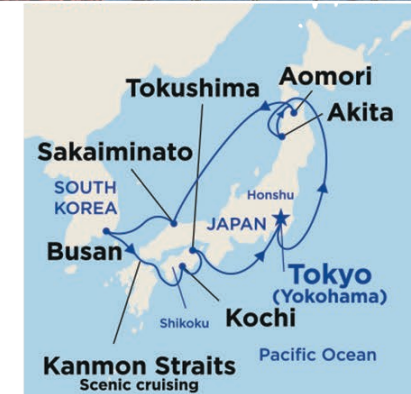 Aomori
Tokushima
Akita
Sakaiminato
SOUTH
KOREA
Honshu
JAPAN
Busan
Tokyo
(Yokohama)
Shikoku
Kochi
Kanmon Straits
Scenic cruising
Pacific Ocean